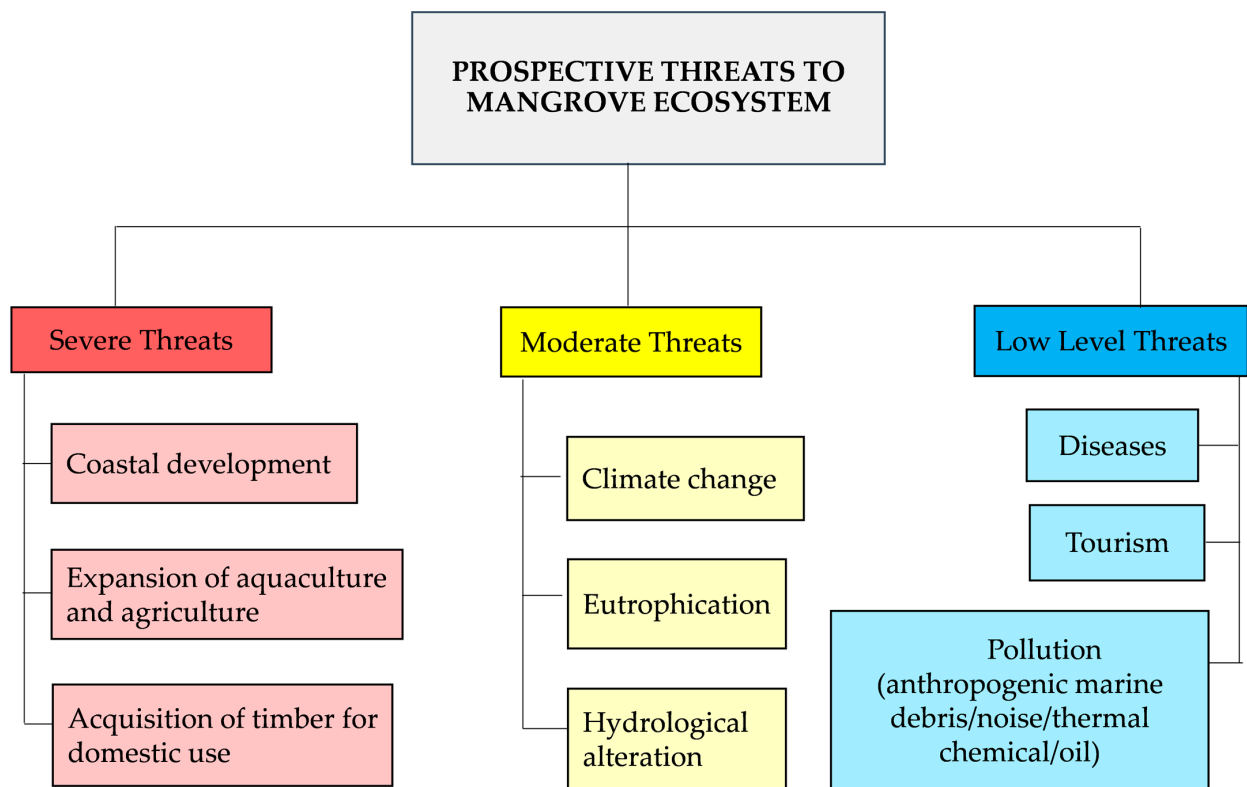 PROSPECTIVE THREATS TO
MANGROVE ECOSYSTEM
Severe Threats
Coastal development
Expansion of aquaculture
and agriculture
Acquisition of timber for
domestic use
Moderate Threats
Climate change
Eutrophication
Hydrological
alteration
Low Level Threats
Diseases
Tourism
Pollution
(anthropogenic marine
debris/noise/thermal
chemical/oil)